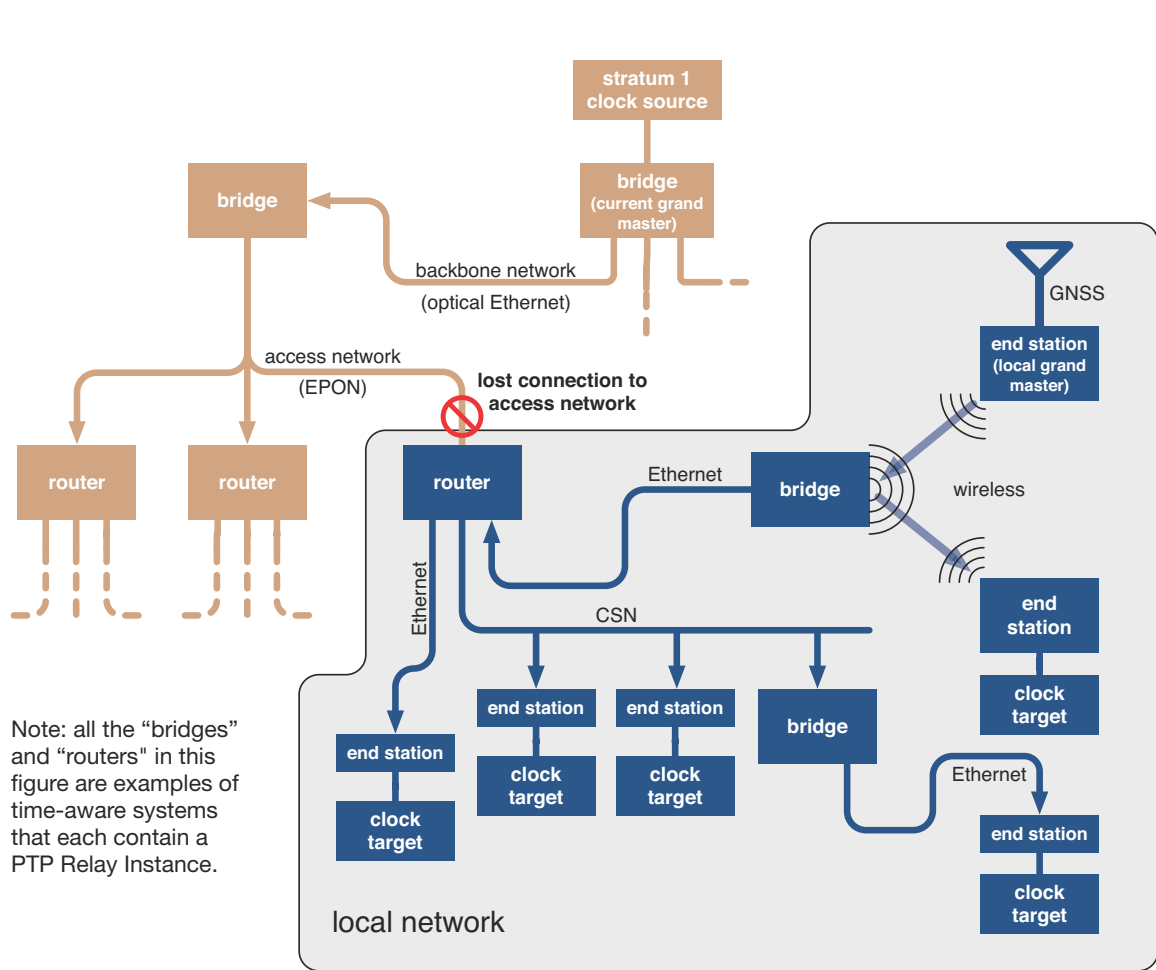 stratum 1
clock source
bridge
bridge
(current grand
master)
backbone network
(optical Ethernet)
GNSS
end station
(local grand
master)
access network
(EPON)
lost connection to
access network
router
router
router
Ethernet
bridge
wireless
Ethernet
CSN
end
station
clock
target
end station
end station
bridge
Note: all the “bridges”
and “routers" in this
figure are examples of
time-aware systems
that each contain a
PTP Relay Instance.
end station
clock
target
clock
target
Ethernet
clock
target
end station
clock
target
local network